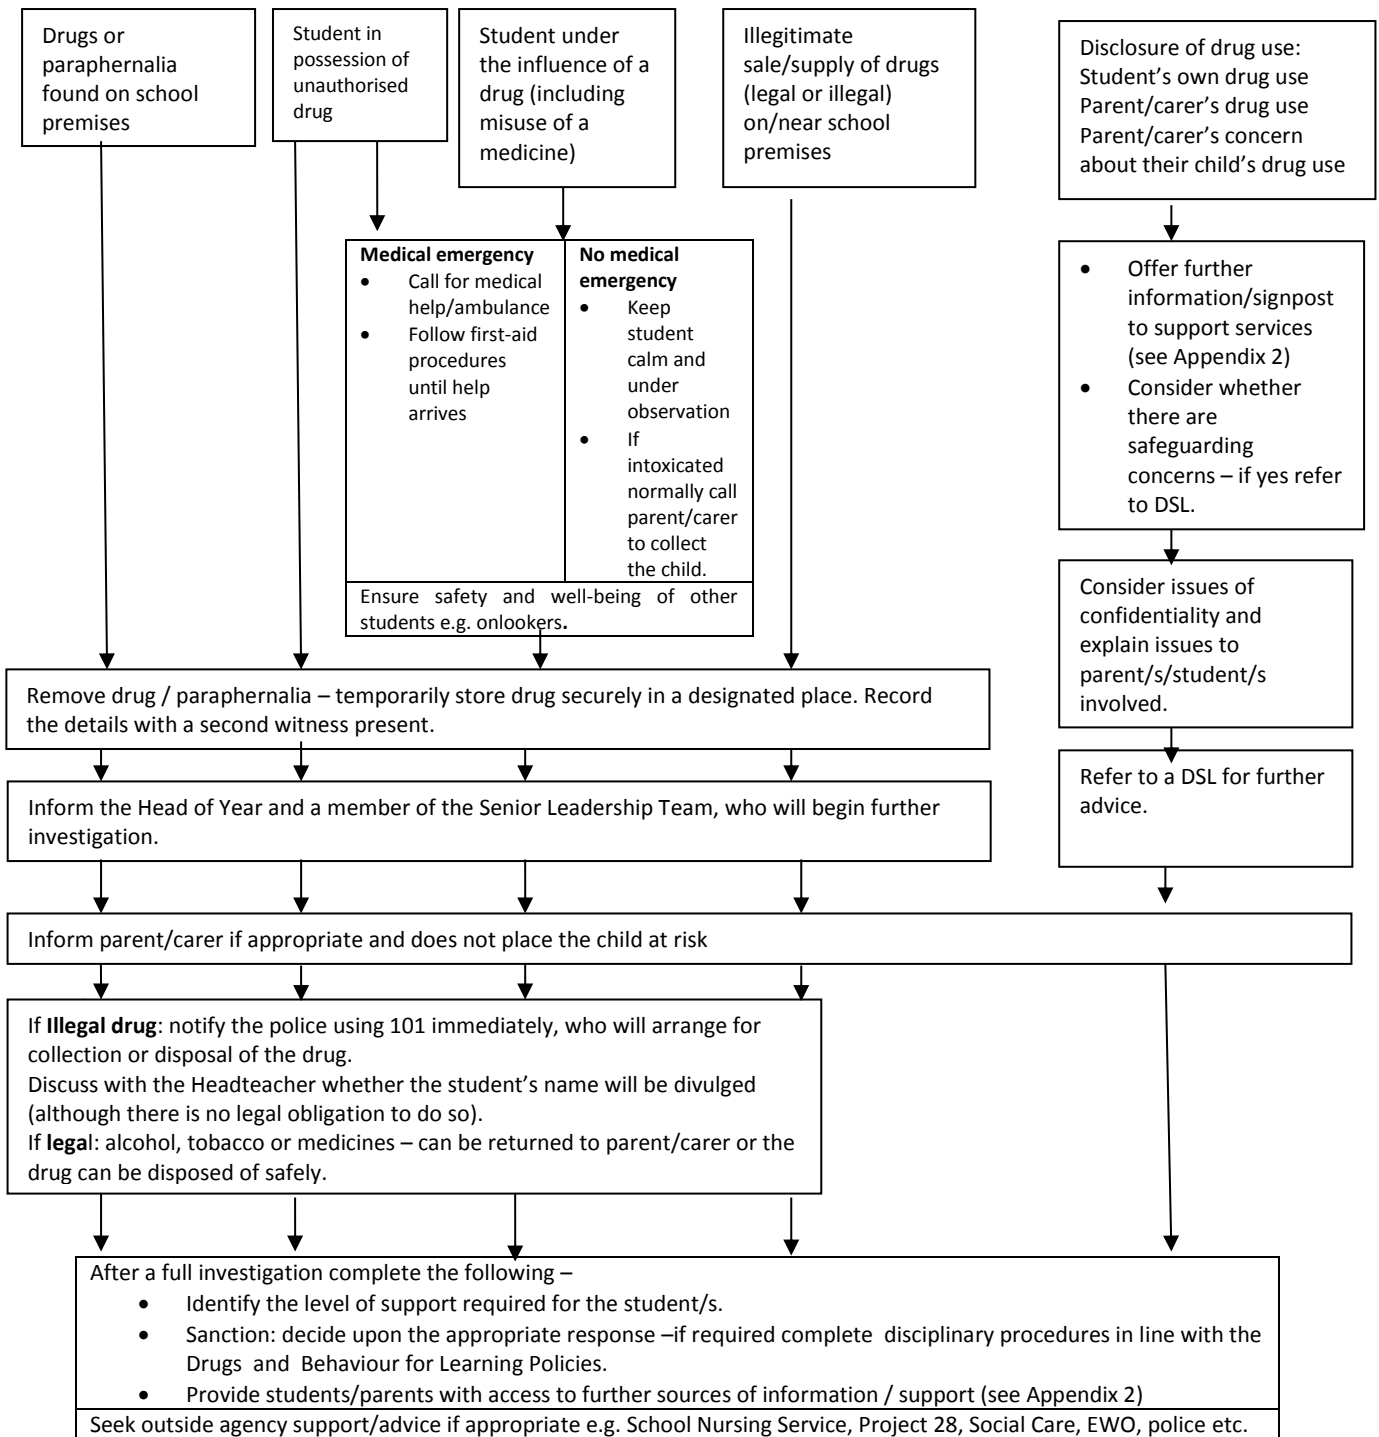 Drugs or
paraphernalia
found on school
premises
Student in
possession of
unauthorised
drug
Student under
the influence of a
drug (including
misuse of a
medicine)
Illegitimate
sale/supply of drugs
(legal or illegal)
on/near school
premises
Disclosure of drug use:
Student’s own drug use
Parent/carer’s drug use
Parent/carer’s concern
about their child’s drug use
Medical emergency
• Call for medical
help/ambulance
• Follow first-aid
procedures
until help
arrives
No medical
emergency
• Keep
student
calm and
under
observation
• If
intoxicated
normally call
parent/carer
to collect
the child.
Ensure safety and well-being of other
students e.g. onlookers.
• Offer further
information/signpost
to support services
(see Appendix 2)
• Consider whether
there are
safeguarding
concerns – if yes refer
to DSL.
Consider issues of
confidentiality and
explain issues to
parent/s/student/s
involved.
Remove drug / paraphernalia – temporarily store drug securely in a designated place. Record
the details with a second witness present.
Refer to a DSL for further
advice.
Inform the Head of Year and a member of the Senior Leadership Team, who will begin further
investigation.
Inform parent/carer if appropriate and does not place the child at risk
If Illegal drug: notify the police using 101 immediately, who will arrange for
collection or disposal of the drug.
Discuss with the Headteacher whether the student’s name will be divulged
(although there is no legal obligation to do so).
If legal: alcohol, tobacco or medicines – can be returned to parent/carer or the
drug can be disposed of safely.
After a full investigation complete the following –
• Identify the level of support required for the student/s.
• Sanction: decide upon the appropriate response –if required complete disciplinary procedures in line with the
Drugs and Behaviour for Learning Policies.
• Provide students/parents with access to further sources of information / support (see Appendix 2)
Seek outside agency support/advice if appropriate e.g. School Nursing Service, Project 28, Social Care, EWO, police etc.